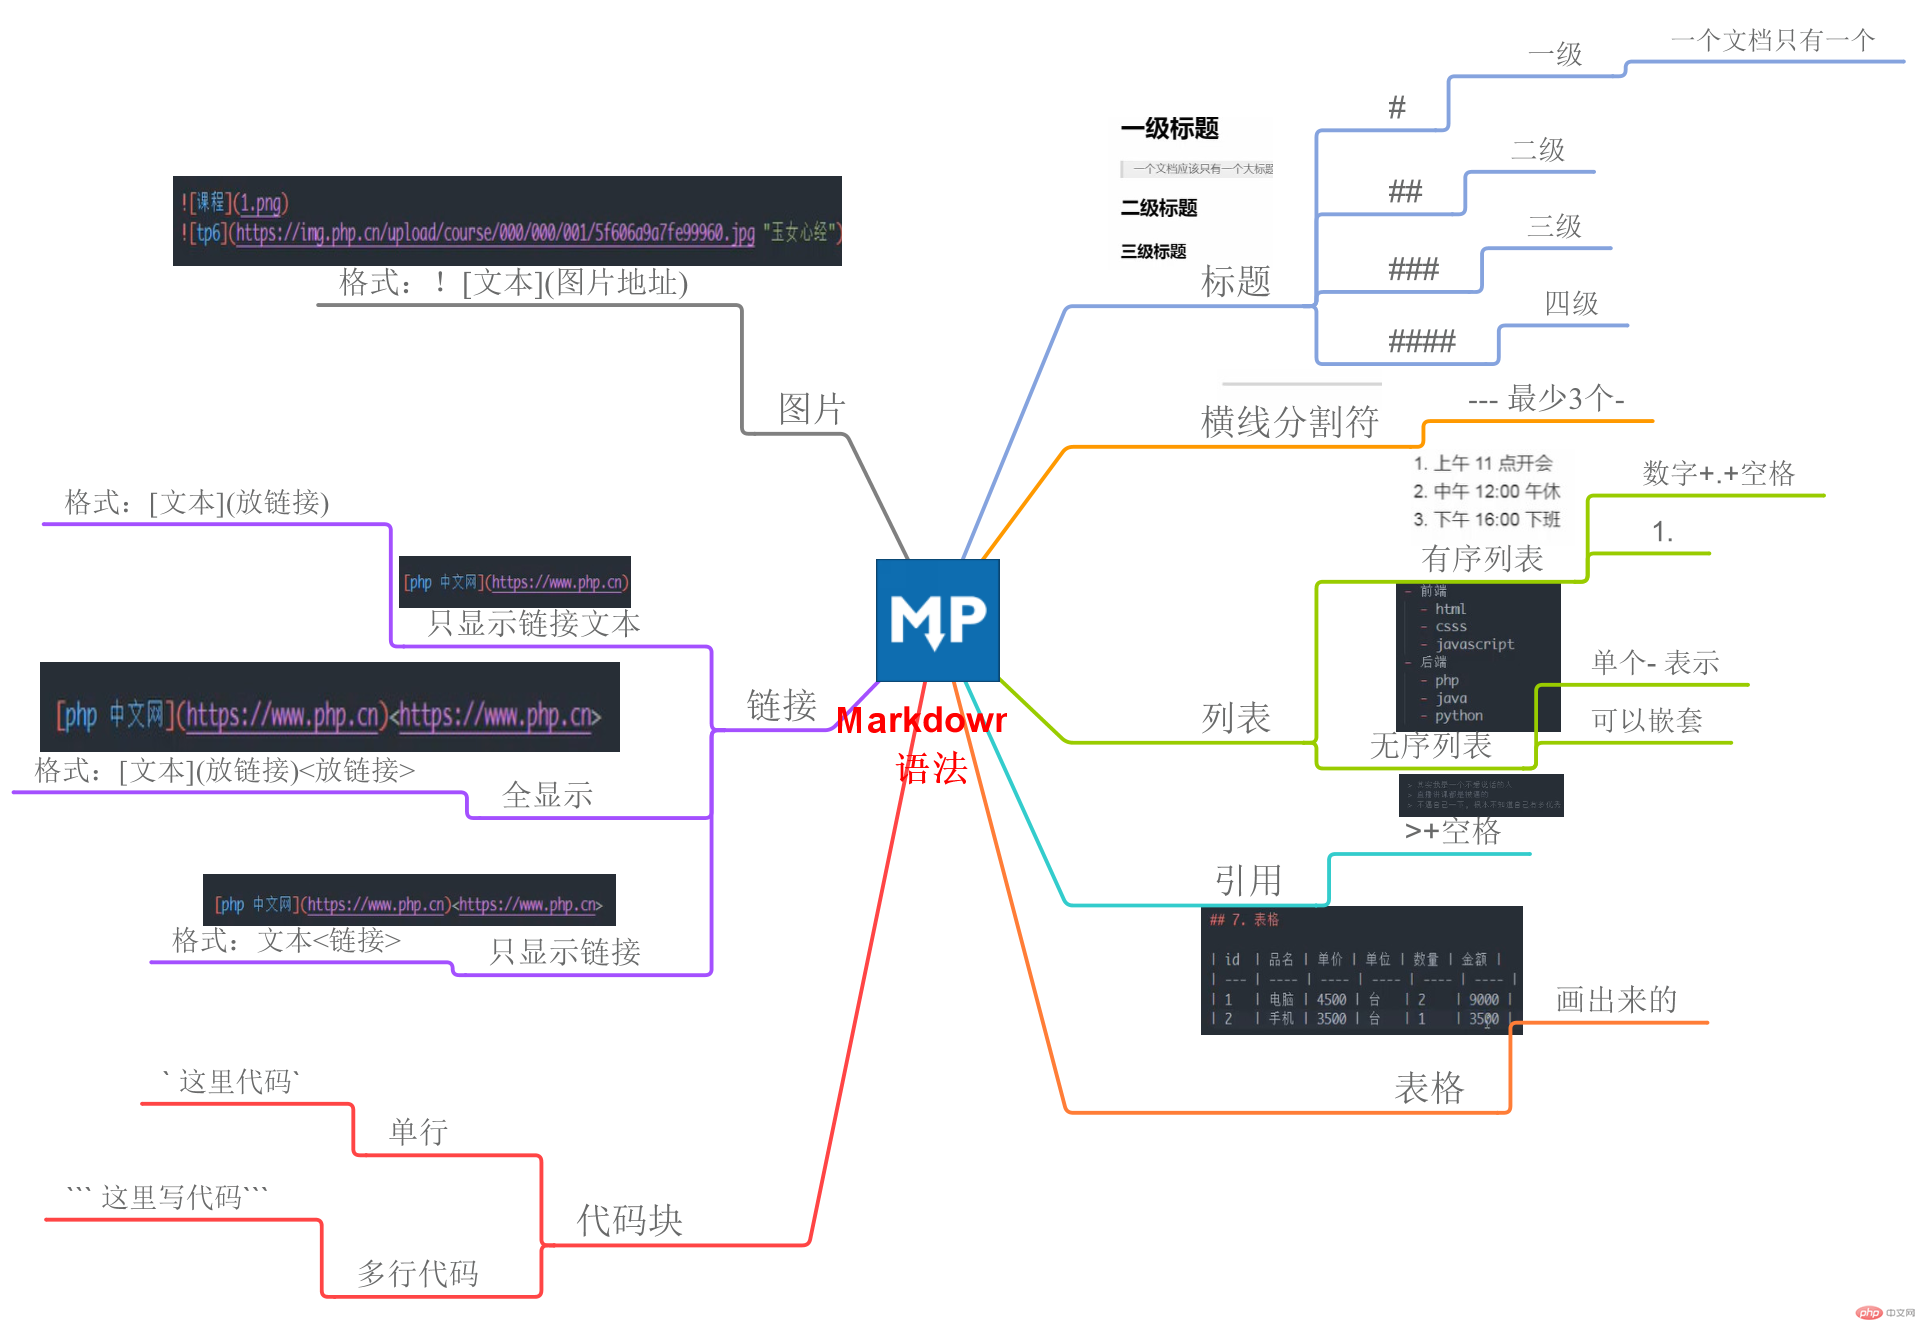 ![课程](1.png)
![tp6](https://img.php.cn/upload/course/000/000/001/5f606a9a7fe99960.jpg "玉女心经")
格式：！[文本](图片地址)
图片
格式：[文本](放链接)
[php 中文网](https://www.php.cn)
只显示链接文本
[php 中文网](https://www.php.cn)<https://www.php.cn>
格式：[文本](放链接)<放链接>
全显示
[php 中文网](https://www.php.cn)<https://www.php.cn>
格式：文本<链接>
只显示链接
链接
` 这里代码`
单行
``` 这里写代码```
多行代码
代码块
MP
Markdowr
语法
一级标题
一个文档应该只有一个大标题
二级标题
三级标题
标题
#
一级
一个文档只有一个
##
二级
###
三级
####
四级
横线分割符
--- 最少3个-
1. 上午 11 点开会
2. 中午 12:00 午休
3. 下午 16:00 下班
有序列表
数字+.+空格
1.
列表
- 前端
- html
- csss
- javascript
- 后端
- php
- java
- python
无序列表
单个- 表示
可以嵌套
>+空格
引用
## 7. 表格
| id | 品名 | 单价 | 单位 | 数量 | 金额 |
| --- | ---- | ---- | ---- | ---- | ---- |
| 1 | 电脑 | 4500 | 台 | 2 | 9000 |
| 2 | 手机 | 3500 | 台 | 1 | 3500 |
表格
画出来的
php 中文网